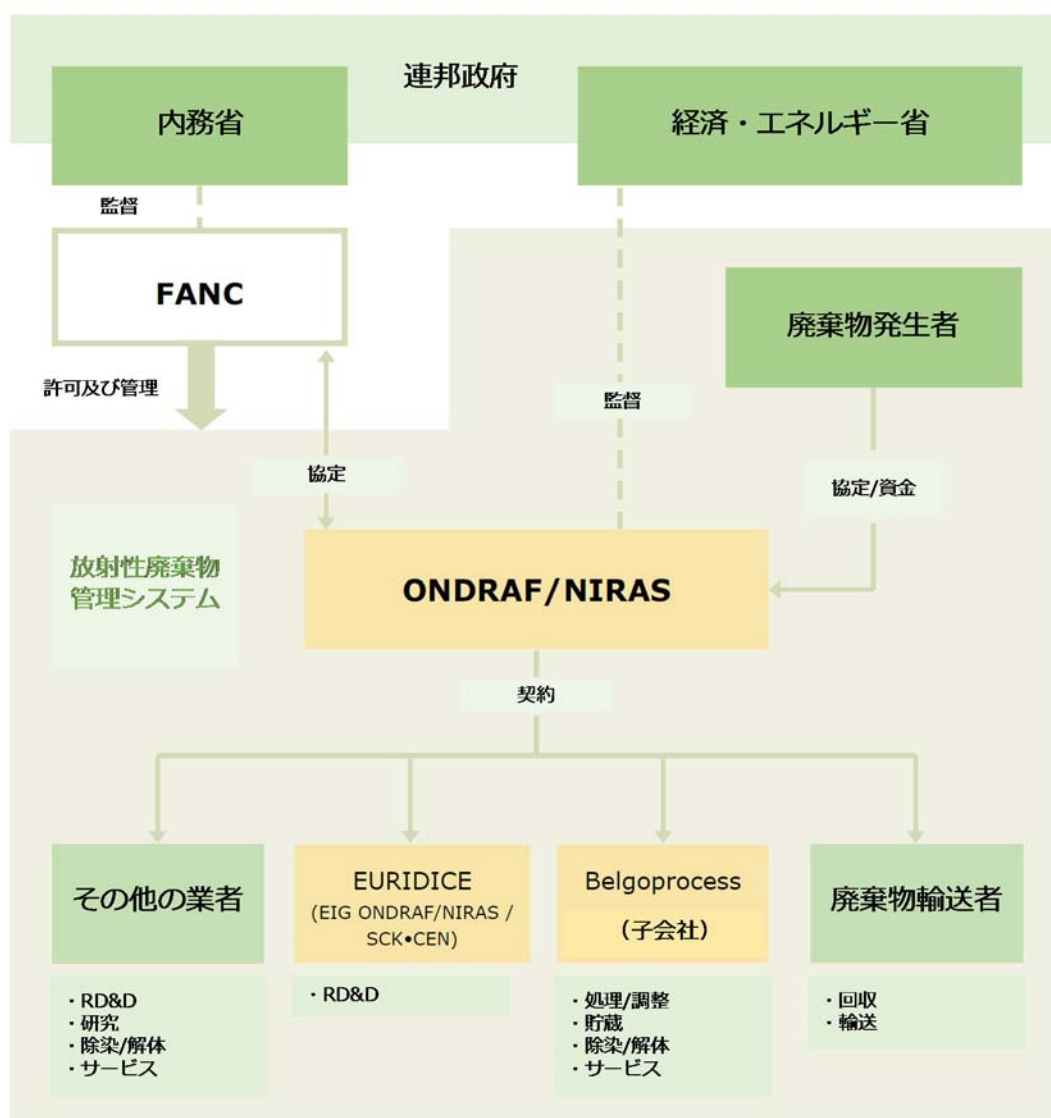 連邦政府
内務省
経済・エネルギー省
監督
FANC
廃棄物発生者
許可及び管理
監督
協定
協定/資金
放射性廃棄物
管理システム
ONDRAF/NIRAS
契約
その他の業者
EURIDICE
(EIG ONDRAF/NIRAS /
SCK•CEN)
Belgoprocess
（子会社）
廃棄物輸送者
・RD&D
・研究
・除染/解体
・サービス
・RD&D
・処理/調整
・貯蔵
・除染/解体
・サービス
・回収
・輸送